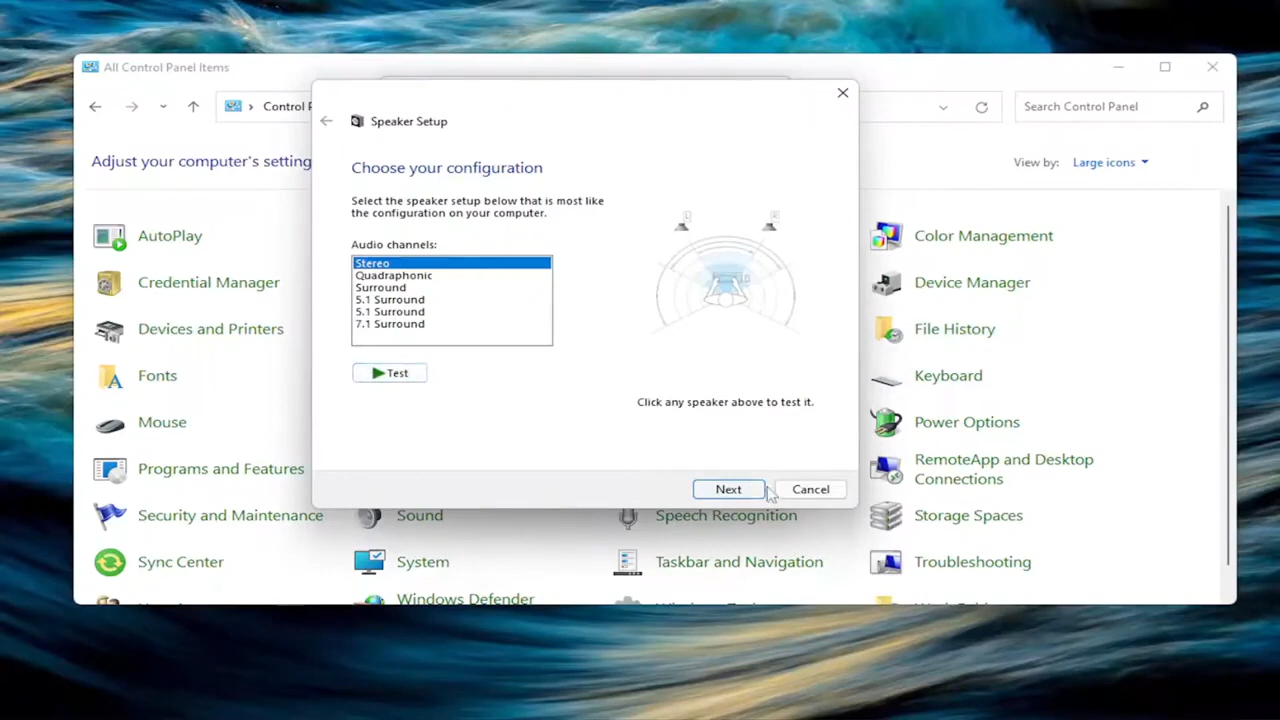 All Control Panel Items
Control P
Search Control Panel
Adjust your computer's setting
View by: Large icons
Speaker Setup
Choose your configuration
Select the speaker setup below that is most like
the configuration on your computer.
Audio channels:
Stereo
Quadraphonic
Surround
5.1 Surround
5.1 Surround
7.1 Surround
Test
L
R
Click any speaker above to test it.
Next
Cancel
AutoPlay
Color Management
Credential Manager
Device Manager
Devices and Printers
File History
Fonts
Keyboard
Mouse
Power Options
Programs and Features
RemoteApp and Desktop
Connections
Security and Maintenance
Sound
Speech Recognition
Storage Spaces
Sync Center
System
Taskbar and Navigation
Troubleshooting
Windows Defender